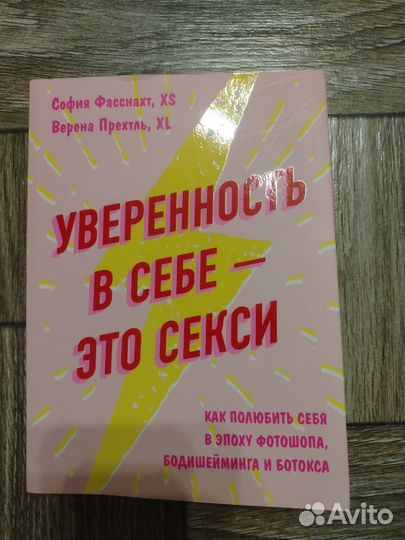 София Фасснахт, XS
Верена Прехтль, XL
УВЕРЕННОСТЬ
В СЕБЕ —
ЭТО СЕКСИ
КАК ПОЛЮБИТЬ СЕБЯ
В ЭПОХУ ФОТОШОПА,
БОДИШЕЙМИНГА И БОТОКСА
Avito